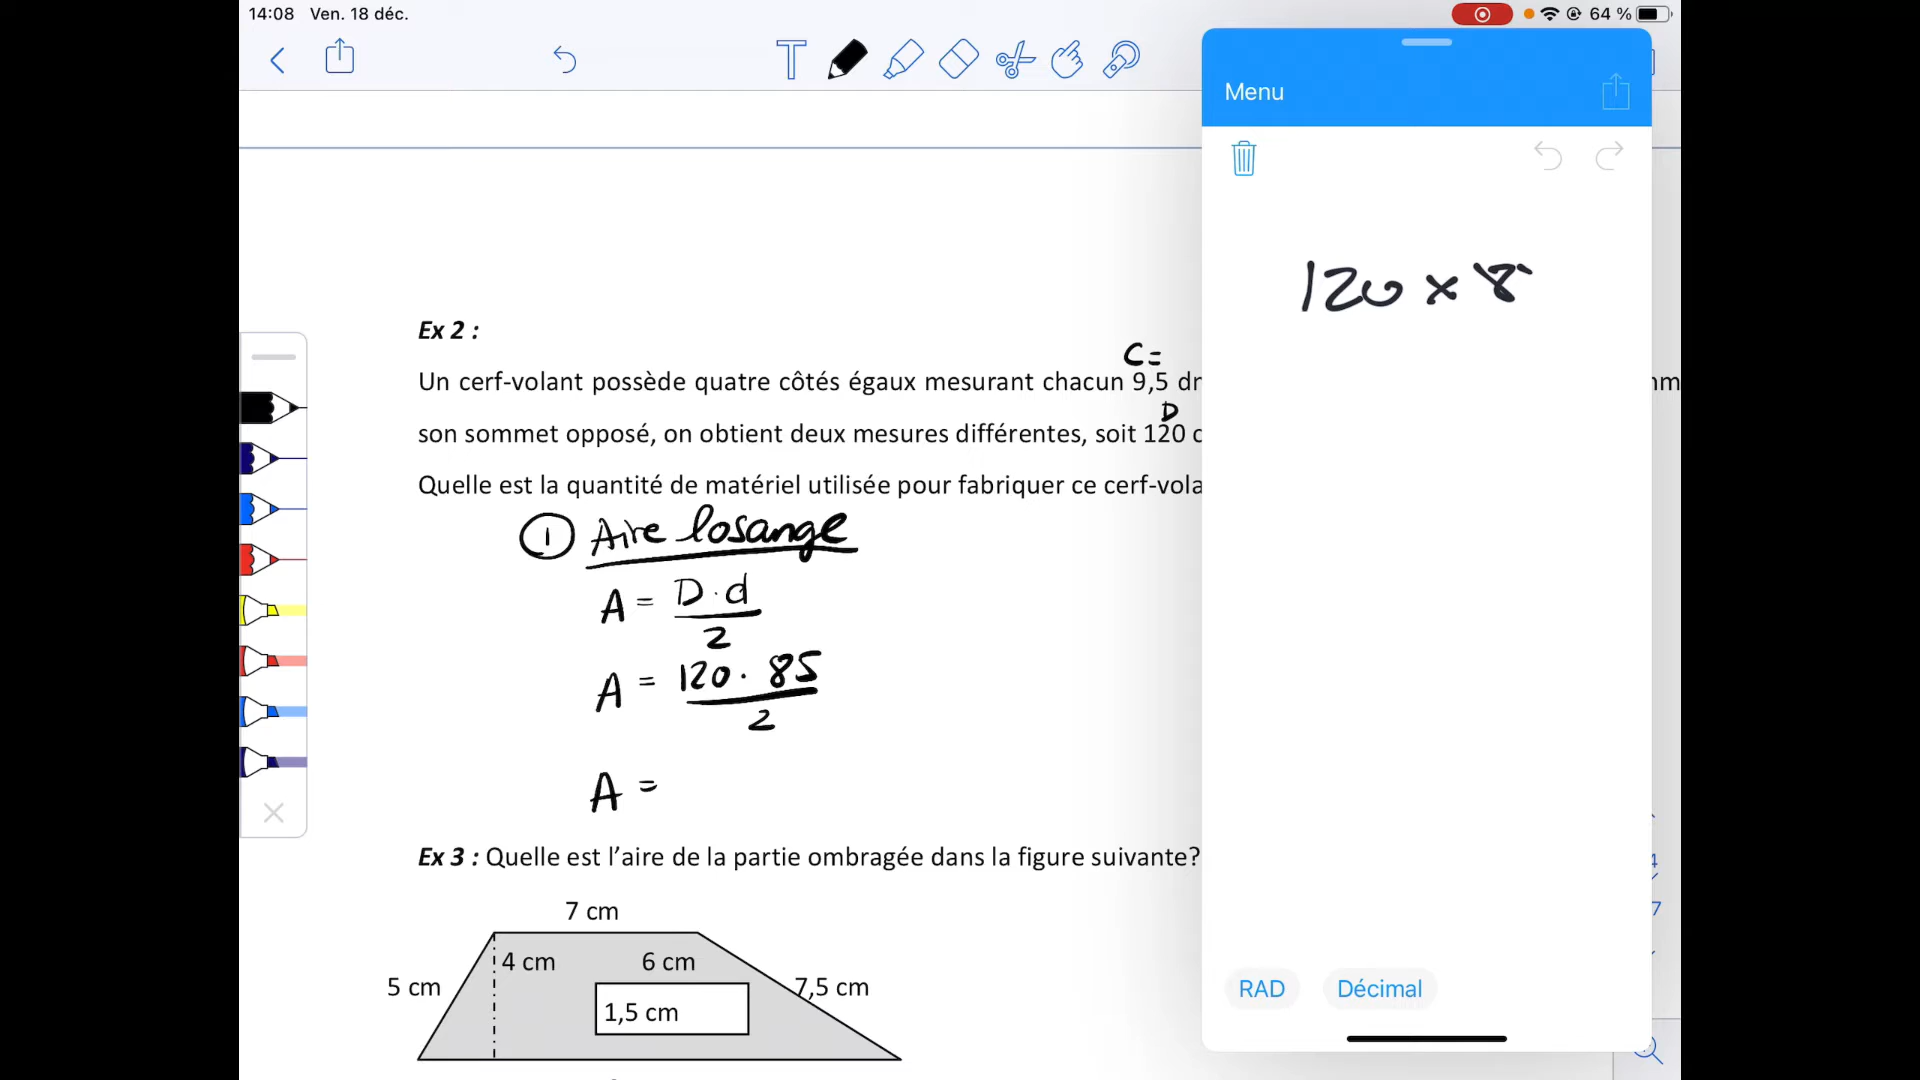 14:08 Ven. 18 déc.
64 %
Menu
120 × 8
Ex 2 :
C =
Un cerf-volant possède quatre côtés égaux mesurant chacun 9,5
D
son sommet opposé, on obtient deux mesures différentes, soit 120 c
Quelle est la quantité de matériel utilisée pour fabriquer ce cerf-vola
1 Aire losange
A = D · d / 2
A = 120 · 85 / 2
A =
Ex 3 : Quelle est l’aire de la partie ombragée dans la figure suivante?
7 cm
4 cm 6 cm
5 cm 7,5 cm
1,5 cm
RAD Décimal